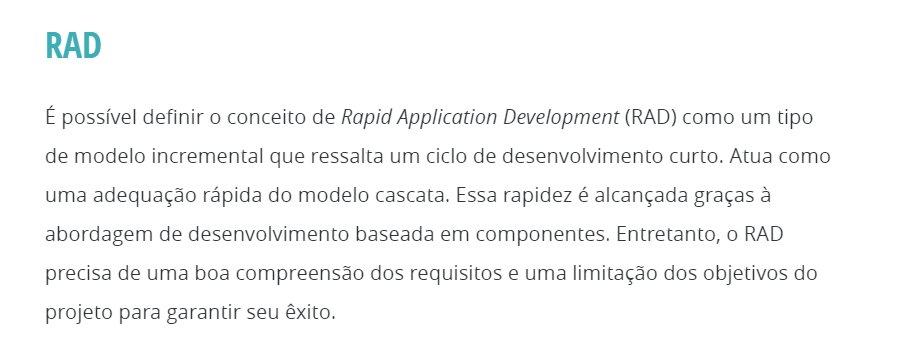 RAD
É possível definir o conceito de Rapid Application Development (RAD) como um tipo
de modelo incremental que ressalta um ciclo de desenvolvimento curto. Atua como
uma adequação rápida do modelo cascata. Essa rapidez é alcançada graças à
abordagem de desenvolvimento baseada em componentes. Entretanto, o RAD
precisa de uma boa compreensão dos requisitos e uma limitação dos objetivos do
projeto para garantir seu êxito.